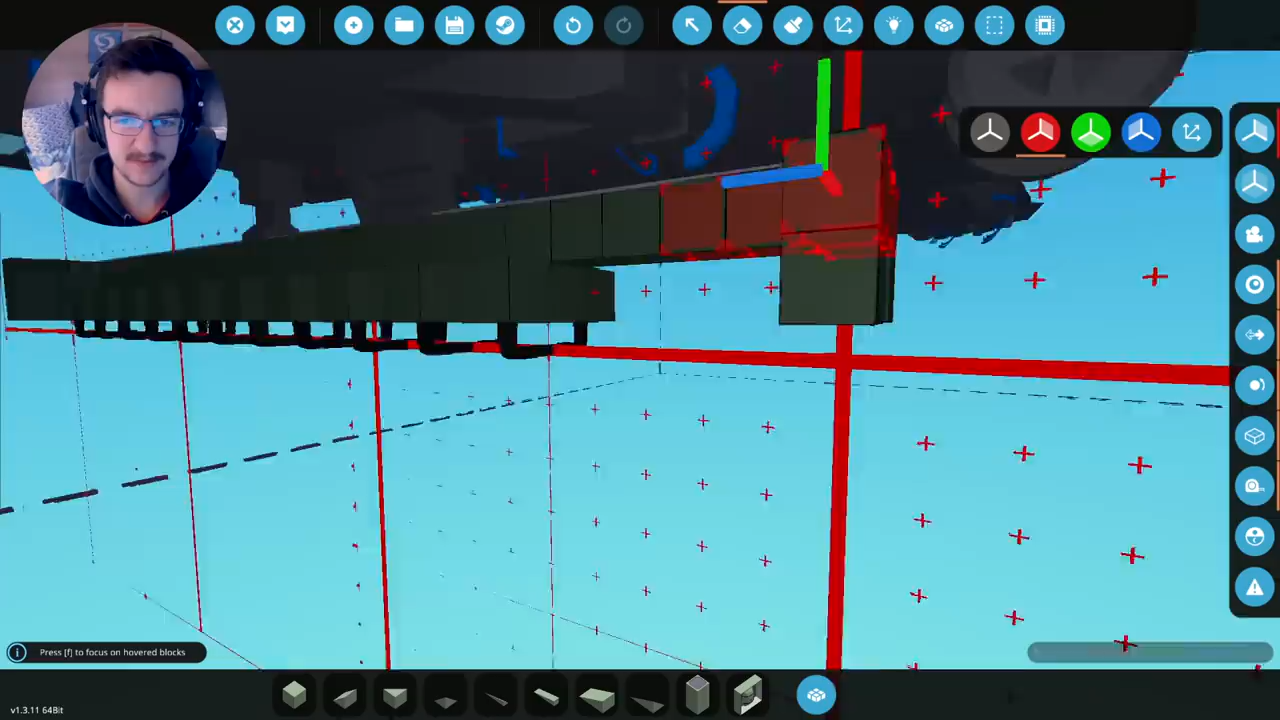 Press [f] to focus on hovered blocks
v1.3.11 64Bit